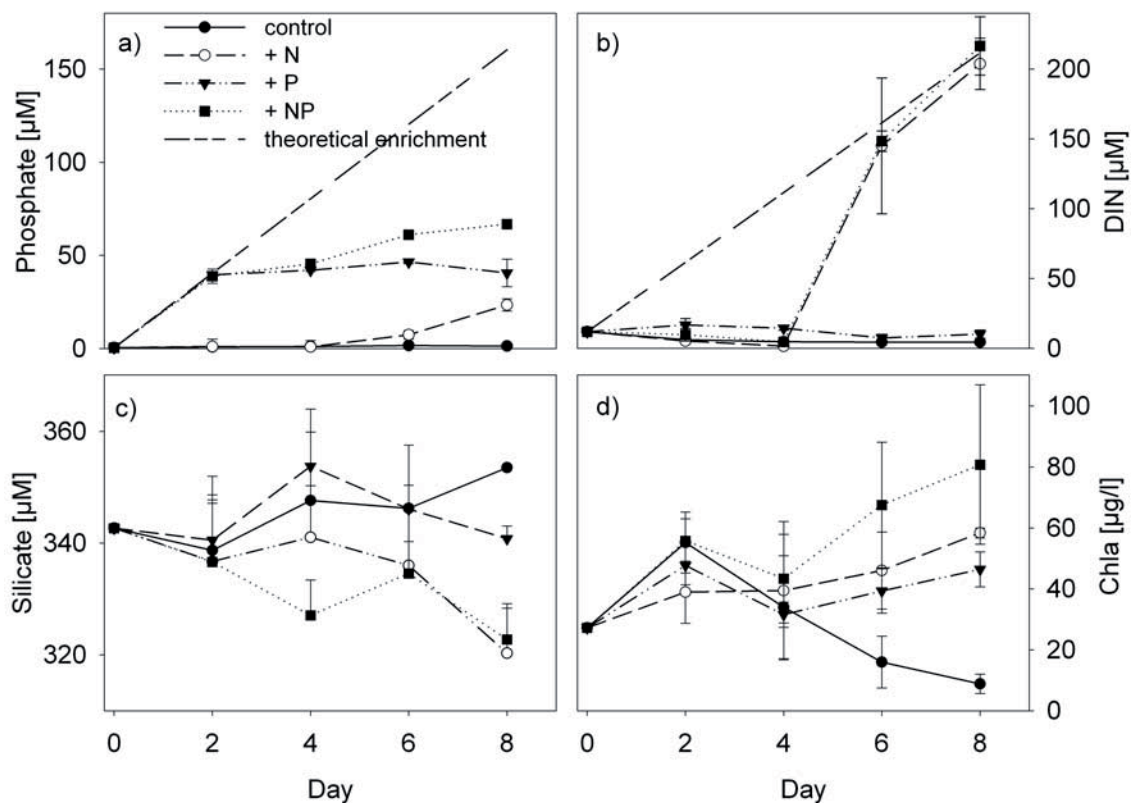 a)
control
+ N
+ P
+ NP
theoretical enrichment
Phosphate [µM]
150
100
50
0
b)
DIN [µM]
200
150
100
50
0
c)
Silicate [µM]
360
340
320
0 2 4 6 8
Day
d)
Chla [µg/l]
100
80
60
40
20
0
0 2 4 6 8
Day